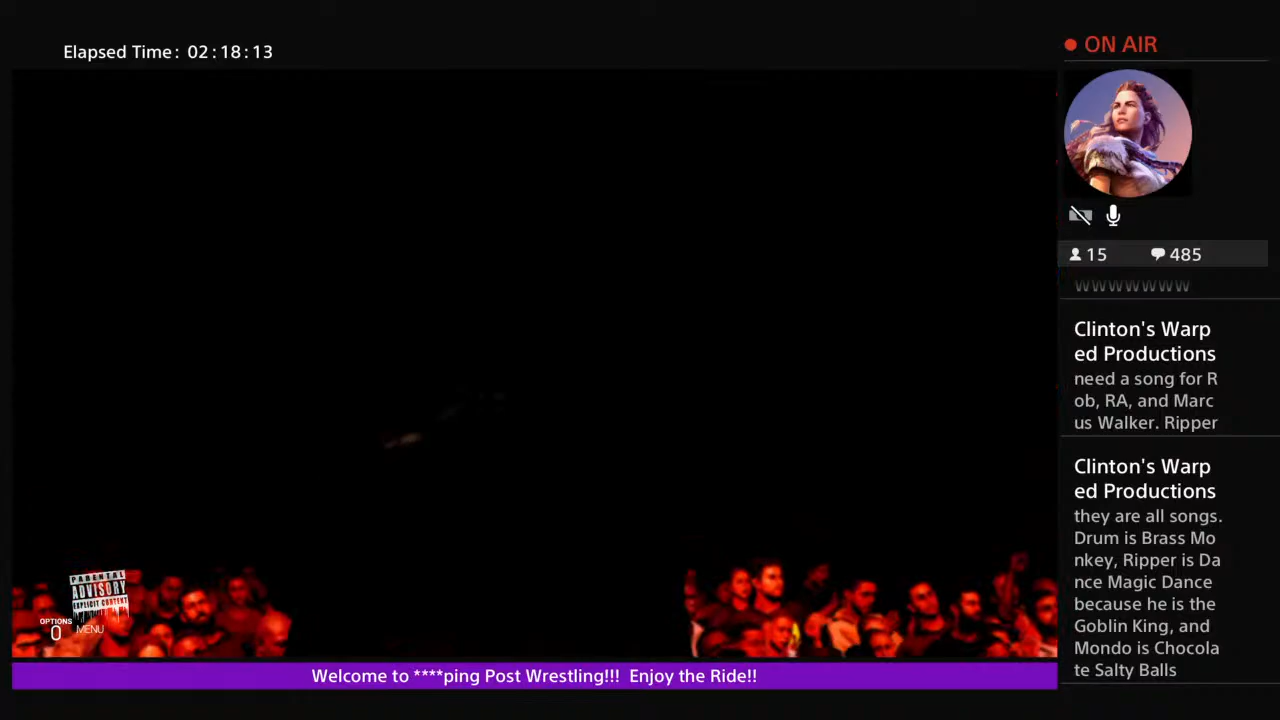 Elapsed Time: 02:18:13
ON AIR
15 485
wwwwwww
Clinton's Warp
ed Productions
need a song for R
ob, RA, and Marc
us Walker. Ripper
Clinton's Warp
ed Productions
they are all songs.
Drum is Brass Mo
nkey, Ripper is Da
nce Magic Dance
because he is the
Goblin King, and
Mondo is Chocola
te Salty Balls
PARENTAL
ADVISORY
EXPLICIT CONTENT
OPTIONS
MENU
Welcome to ****ping Post Wrestling!!! Enjoy the Ride!!